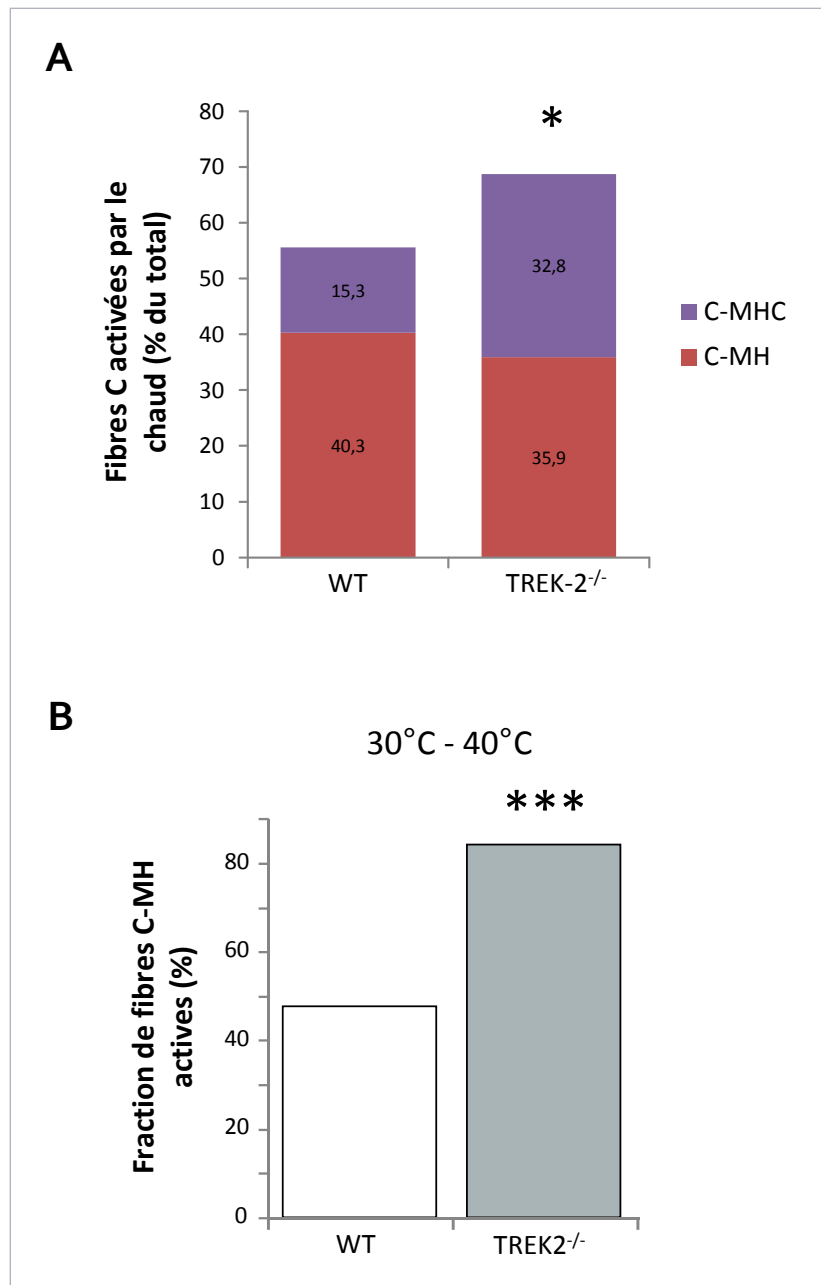 A
*
Fibres C activées par le
chaud (% du total)
80
70
60
50
40
30
20
10
0
15,3
40,3
32,8
35,9
C-MHC
C-MH
WT
TREK-2-/-
B
30°C - 40°C
***
Fraction de fibres C-MH
actives (%)
80
60
40
20
0
WT
TREK2-/-